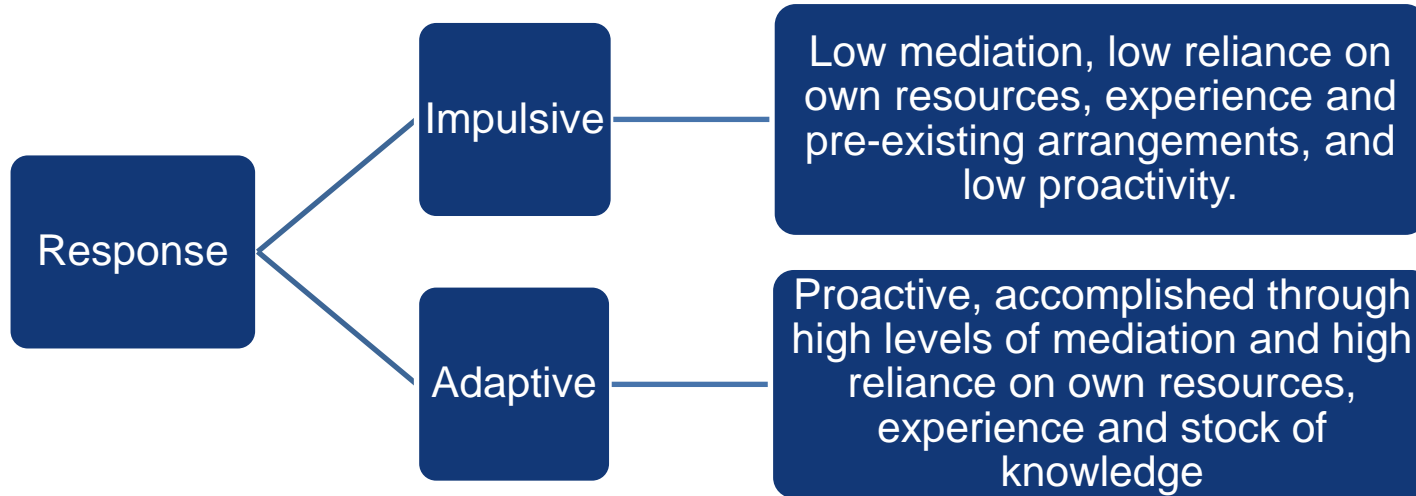 Response
Impulsive
Low mediation, low reliance on
own resources, experience and
pre-existing arrangements, and
low proactivity.
Adaptive
Proactive, accomplished through
high levels of mediation and high
reliance on own resources,
experience and stock of
knowledge